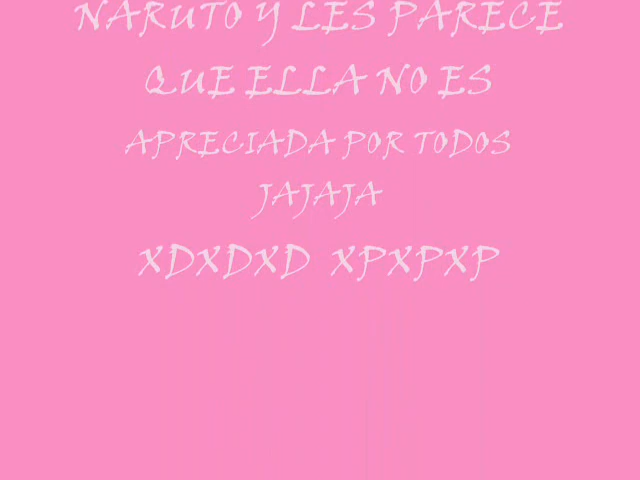 NARUTO Y LES PARECE
QUE ELLA NO ES
APRECIADA POR TODOS
JAJAJA
XDXDXD XPXPXP